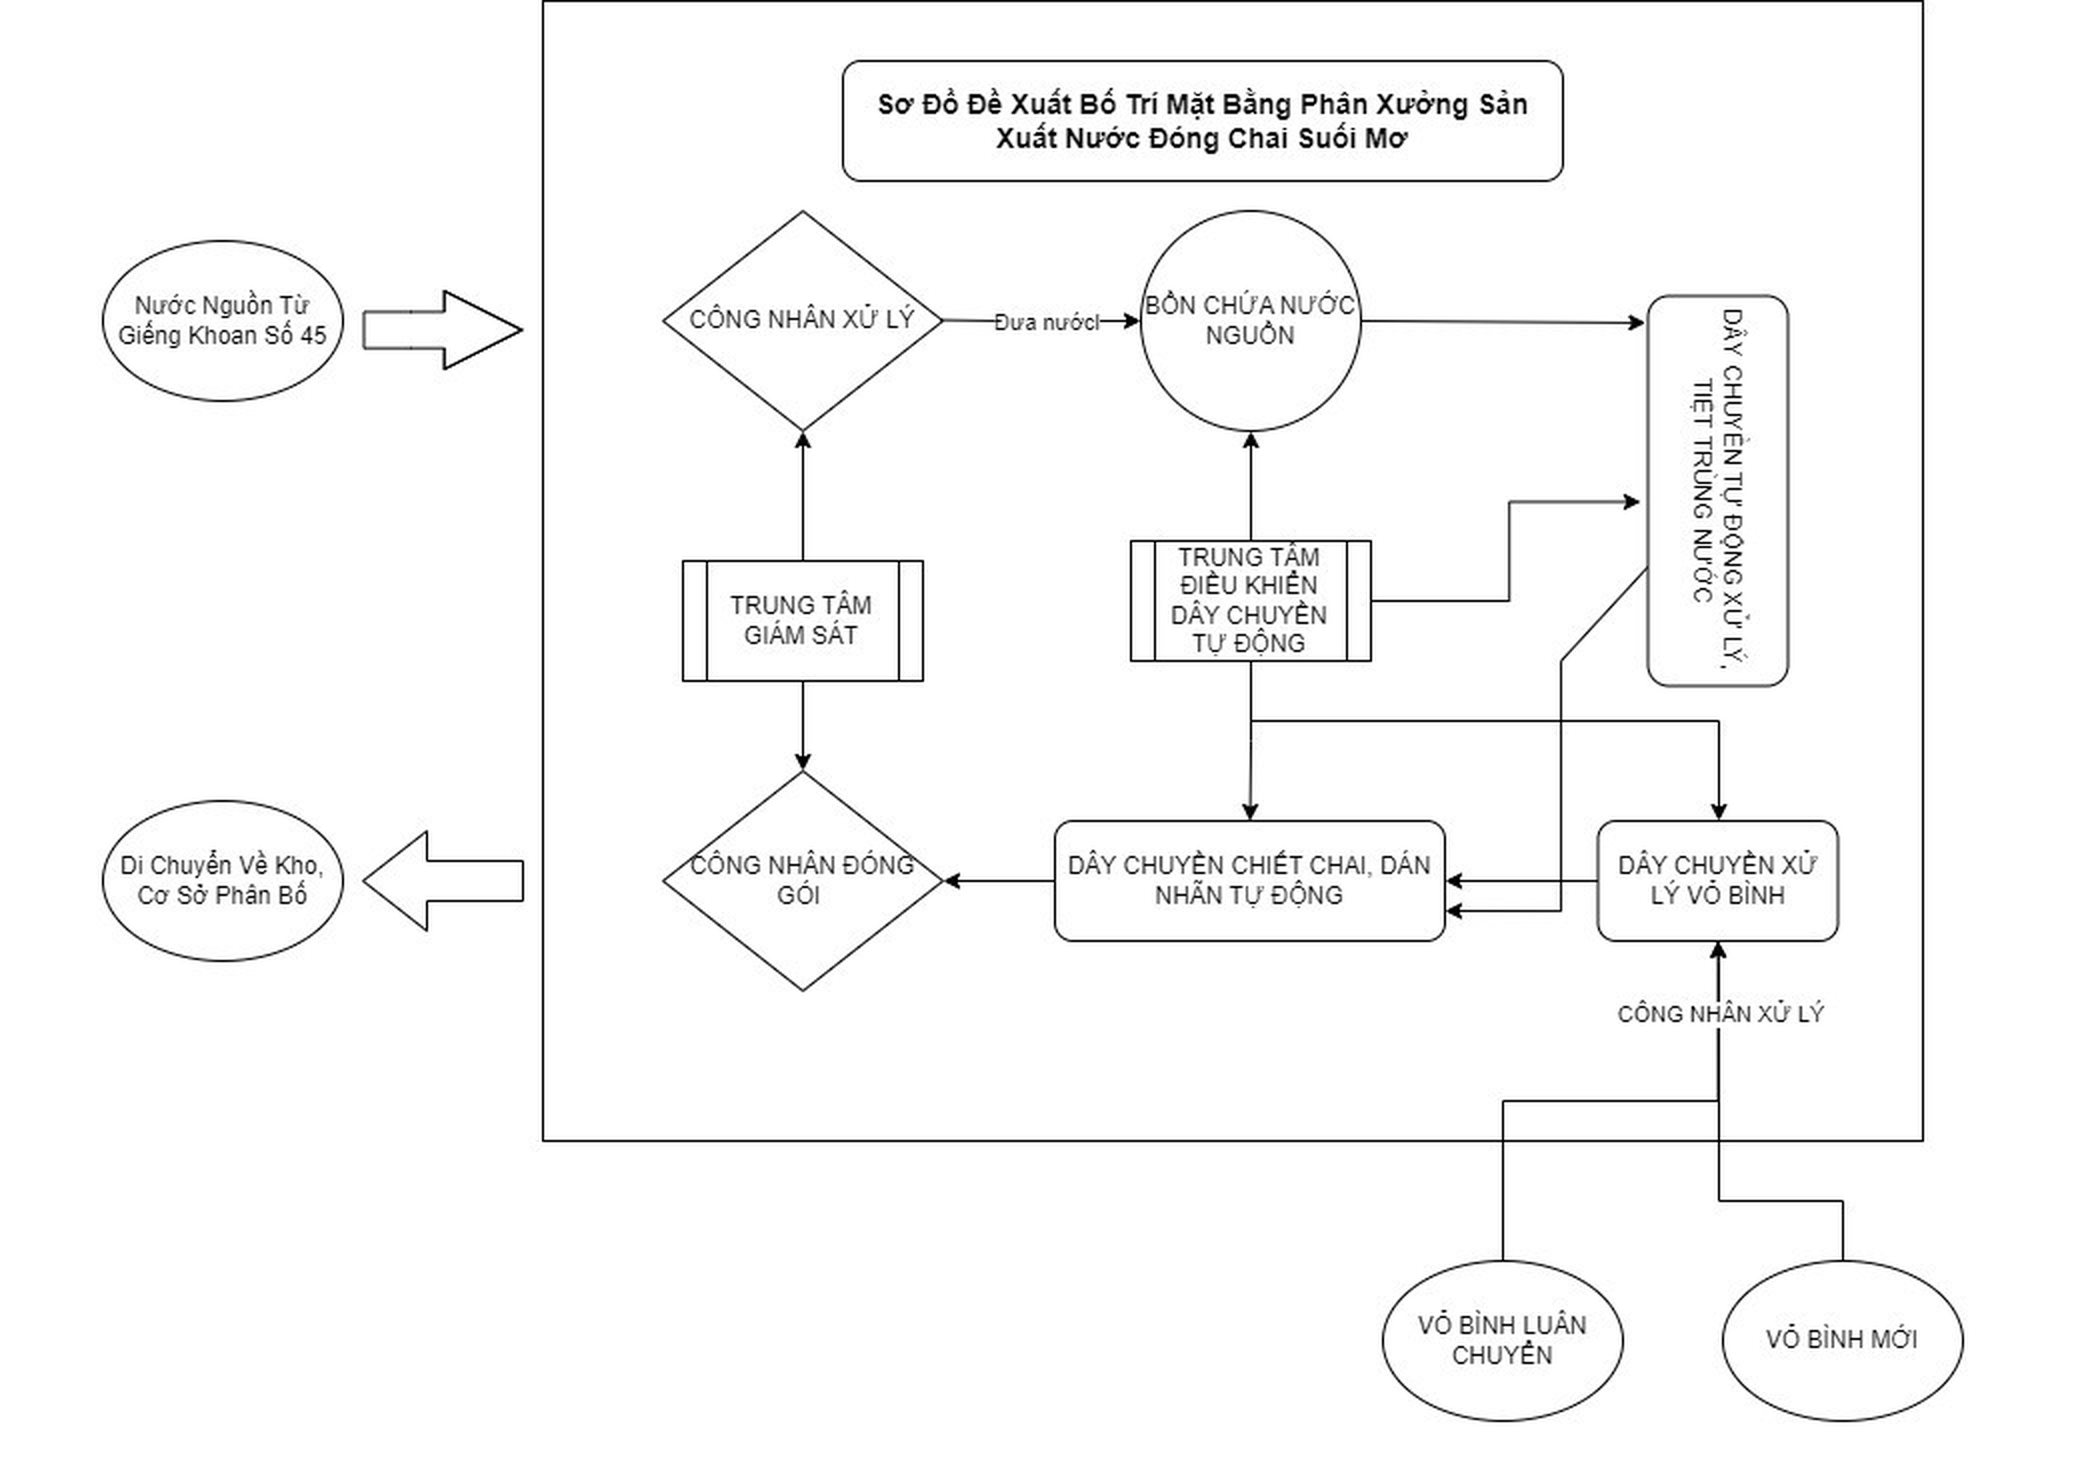 Sơ Đồ Đề Xuất Bố Trí Mặt Bằng Phân Xưởng Sản
Xuất Nước Đóng Chai Suối Mơ
Nước Nguồn Từ
Giếng Khoan Số 45
CÔNG NHÂN XỬ LÝ
Đưa nướcl
BỒN CHỨA NƯỚC
NGUỒN
DÂY CHUYỀN TỰ ĐỘNG XỬ LÝ,
TIỆT TRÙNG NƯỚC
TRUNG TÂM
GIÁM SÁT
TRUNG TÂM
ĐIỀU KHIỂN
DÂY CHUYỀN
TỰ ĐỘNG
Di Chuyển Về Kho,
Cơ Sở Phân Bố
CÔNG NHÂN ĐÓNG
GÓI
DÂY CHUYỀN CHIẾT CHAI, DÁN
NHÃN TỰ ĐỘNG
DÂY CHUYỀN XỬ
LÝ VỎ BÌNH
CÔNG NHÂN XỬ LÝ
VỎ BÌNH LUÂN
CHUYỂN
VỎ BÌNH MỚI